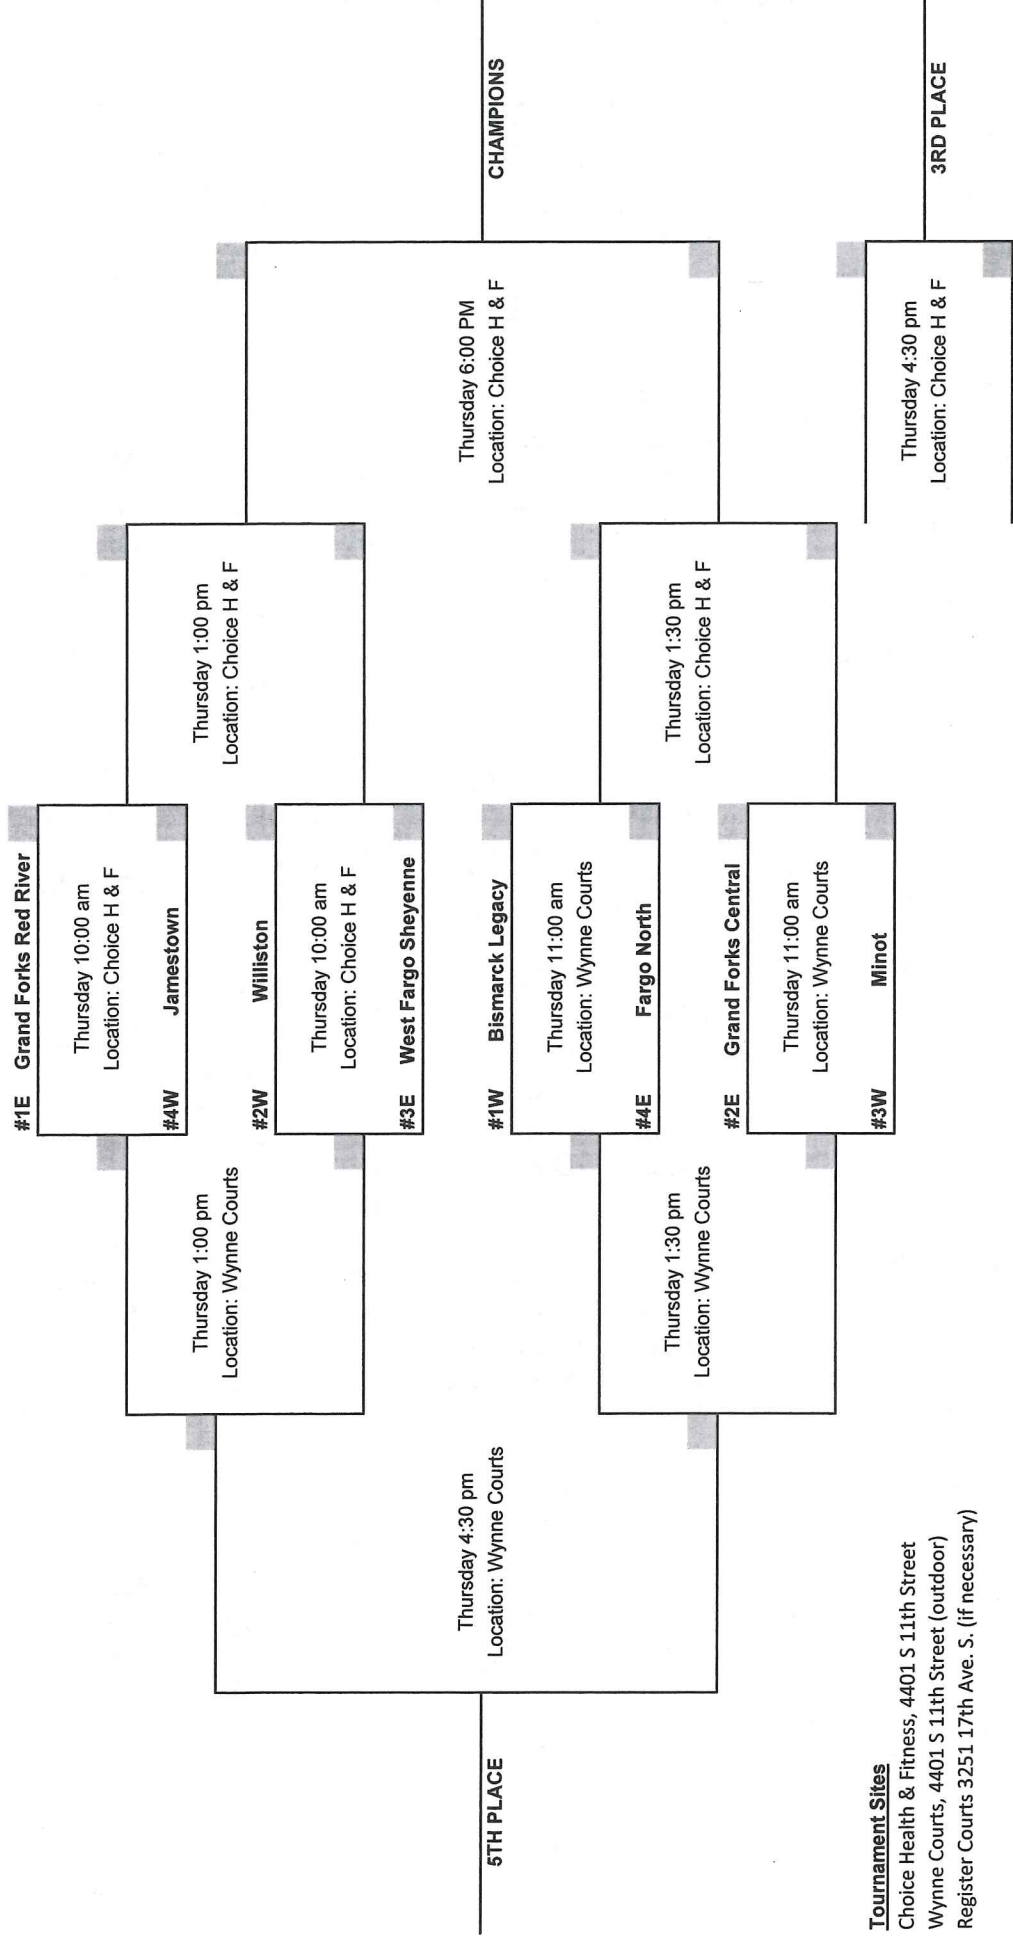 #1E Grand Forks Red River
Thursday 10:00 am
Location: Choice H & F
#4W Jamestown
#2W Williston
Thursday 10:00 am
Location: Choice H & F
#3E West Fargo Sheyenne
#1W Bismarck Legacy
Thursday 11:00 am
Location: Wynne Courts
#4E Fargo North
#2E Grand Forks Central
Thursday 11:00 am
Location: Wynne Courts
#3W Minot
Thursday 1:00 pm
Location: Choice H & F
Thursday 1:30 pm
Location: Choice H & F
Thursday 6:00 PM
Location: Choice H & F
CHAMPIONS
Thursday 4:30 pm
Location: Choice H & F
3RD PLACE
Thursday 1:00 pm
Location: Wynne Courts
Thursday 1:30 pm
Location: Wynne Courts
Thursday 4:30 pm
Location: Wynne Courts
5TH PLACE
Tournament Sites
Choice Health & Fitness, 4401 S 11th Street
Wynne Courts, 4401 S 11th Street (outdoor)
Register Courts 3251 17th Ave. S. (if necessary)